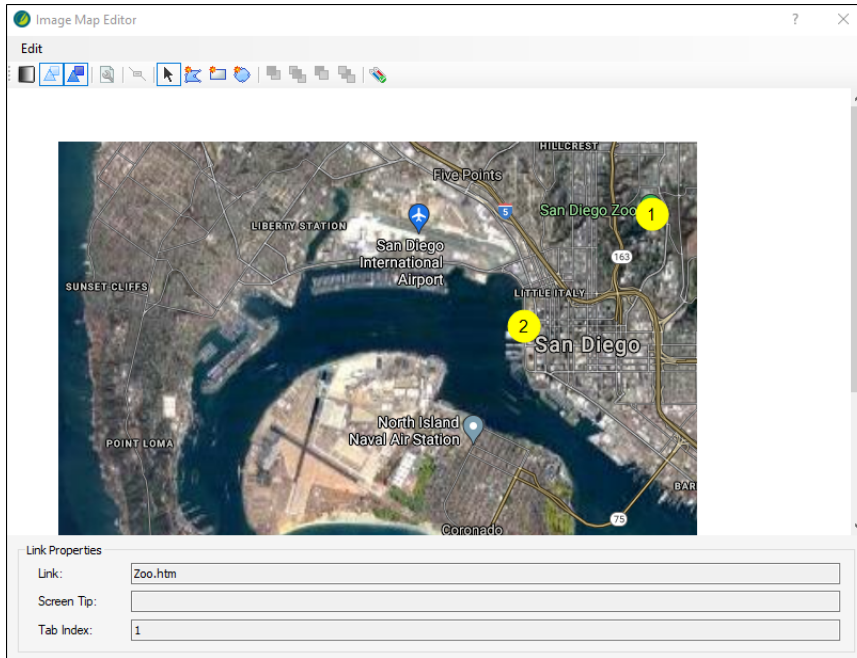 Image Map Editor
?
Edit
HILLCREST
Five Points
5
San Diego Zoo
1
LIBERTY STATION
San Diego
International
Airport
163
SUNSET CLIFFS
LITTLE ITALY
2
San Diego
North Island
Naval Air Station
POINT LOMA
BAR
75
Coronado
Link Properties
Link:
Zoo.htm
Screen Tip:
Tab Index:
1